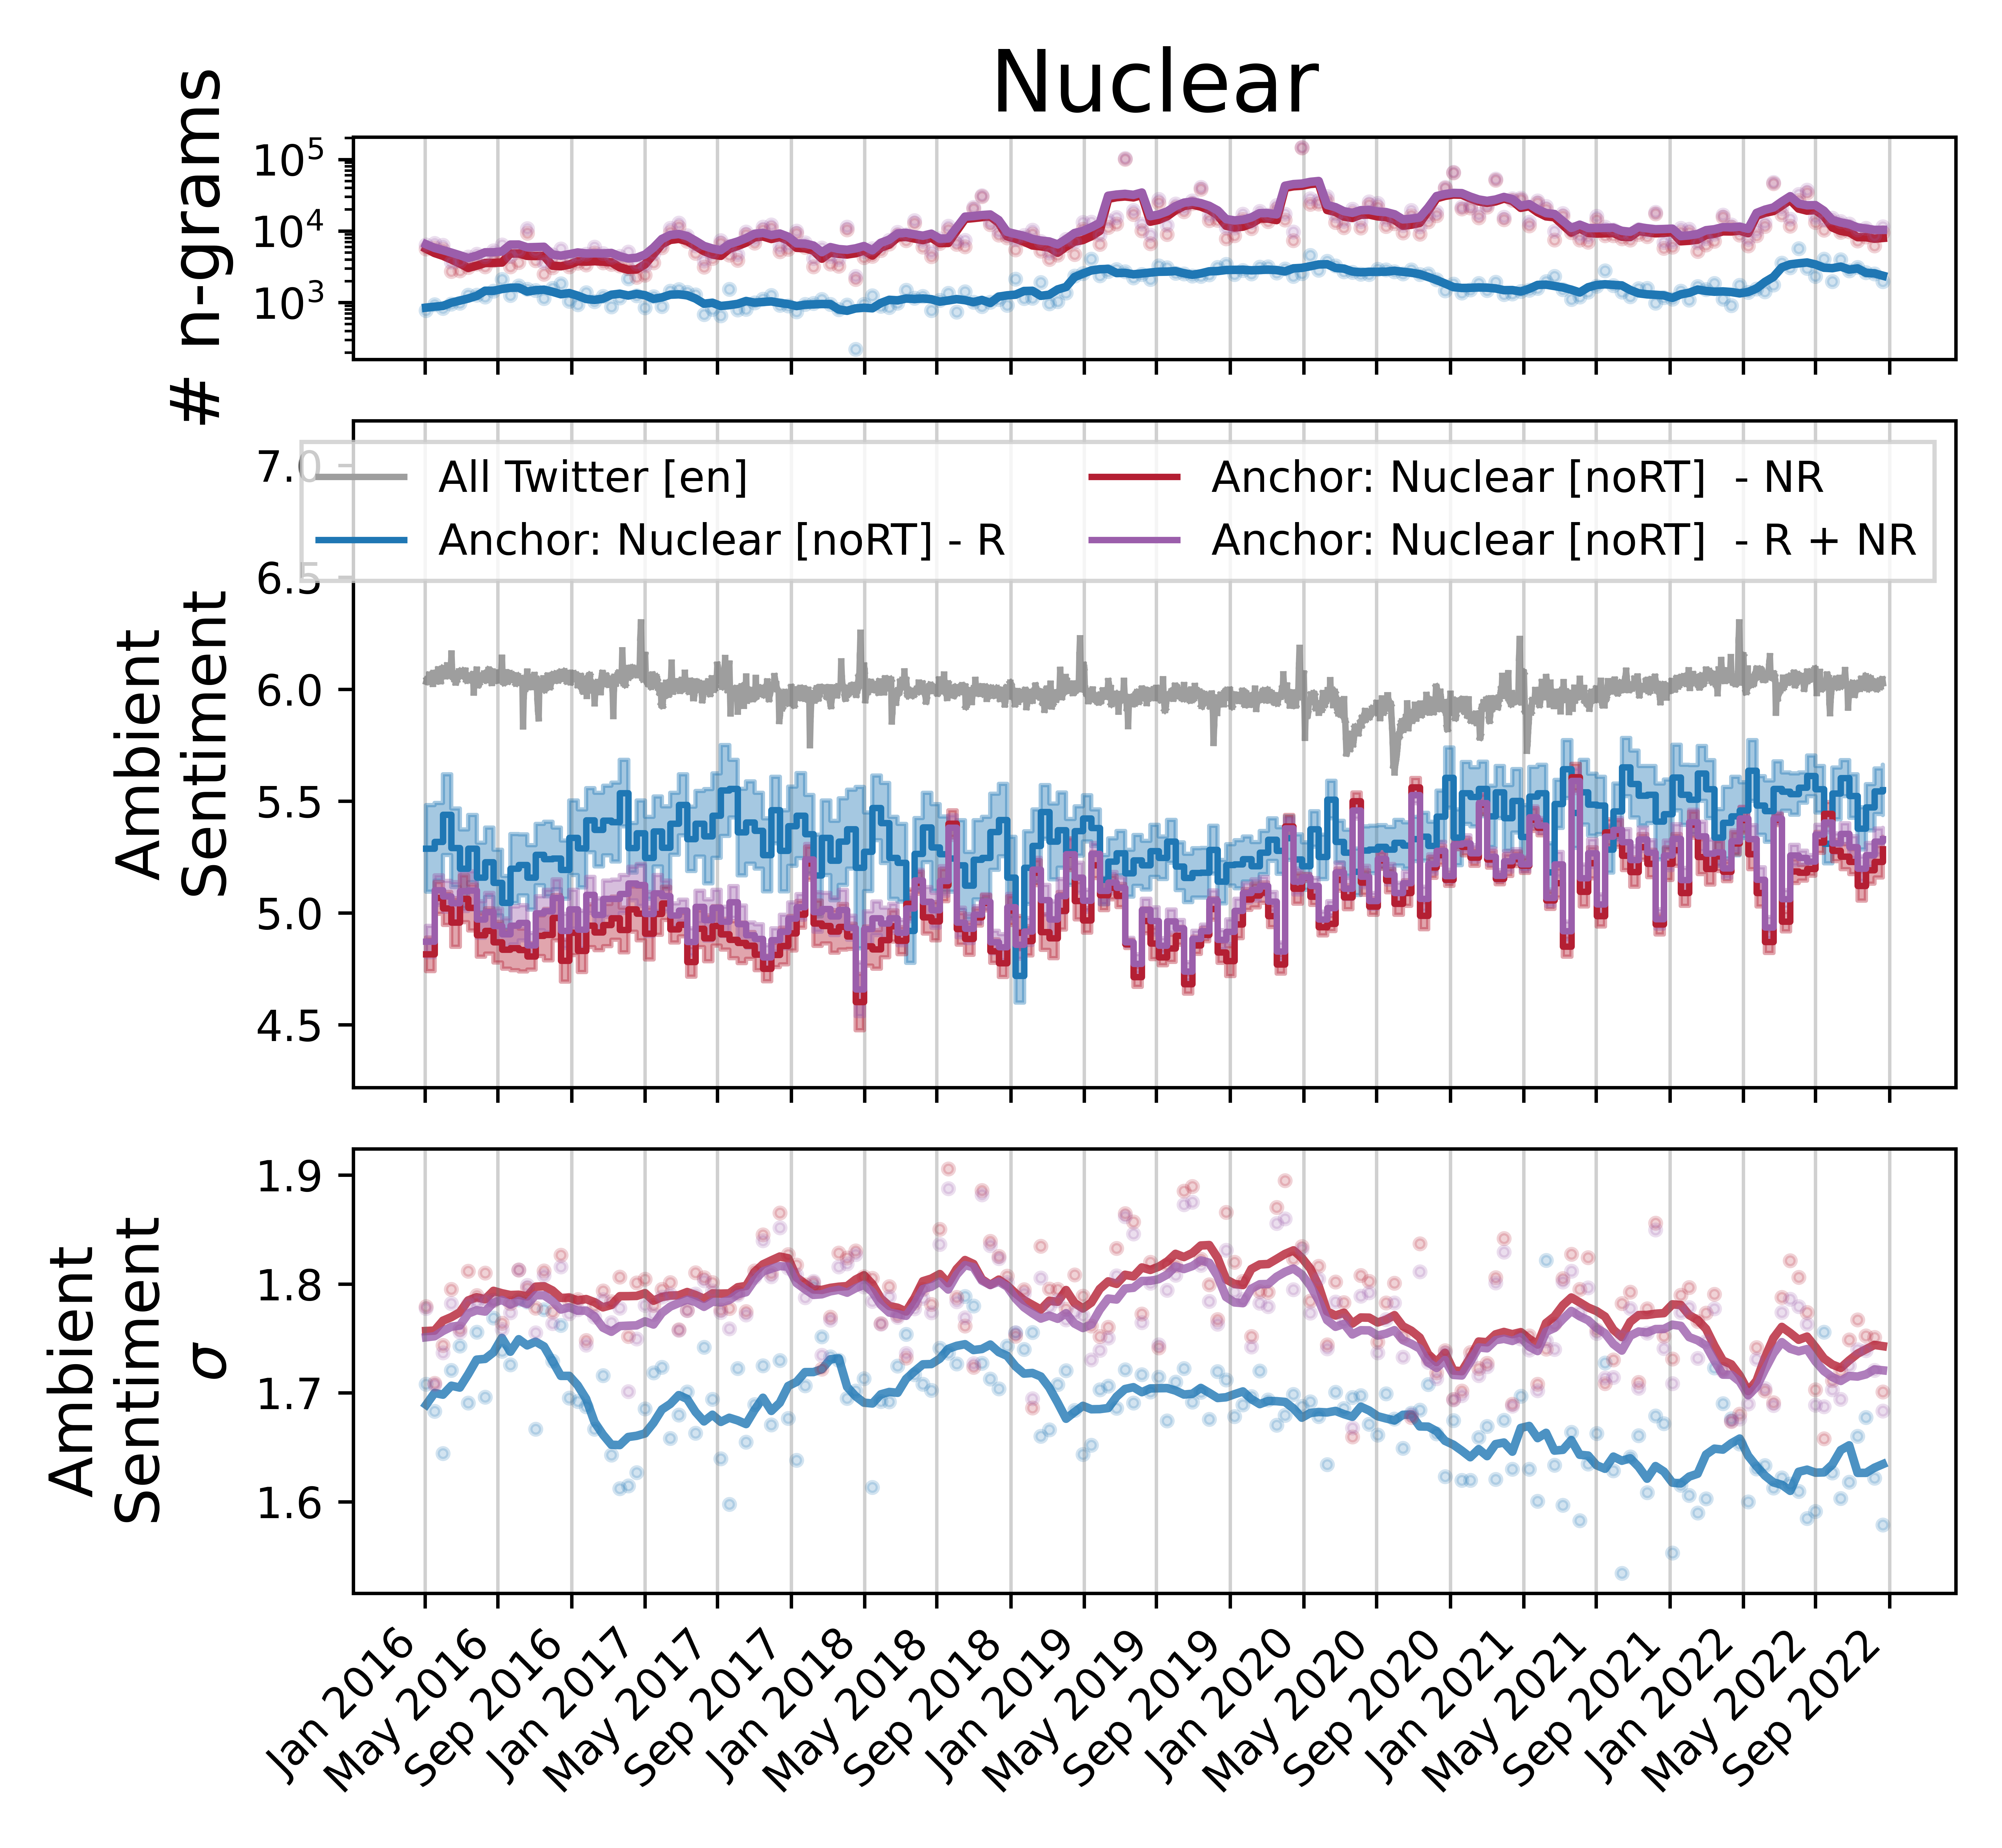 Nuclear
# n-grams
10^5
10^4
10^3
Ambient
Sentiment
7.0
6.5
6.0
5.5
5.0
4.5
All Twitter [en]
Anchor: Nuclear [noRT] - R
Anchor: Nuclear [noRT] - NR
Anchor: Nuclear [noRT] - R + NR
Ambient
Sentiment
σ
1.9
1.8
1.7
1.6
Jan 2016
May 2016
Sep 2016
Jan 2017
May 2017
Sep 2017
Jan 2018
May 2018
Sep 2018
Jan 2019
May 2019
Sep 2019
Jan 2020
May 2020
Sep 2020
Jan 2021
May 2021
Sep 2021
Jan 2022
May 2022
Sep 2022